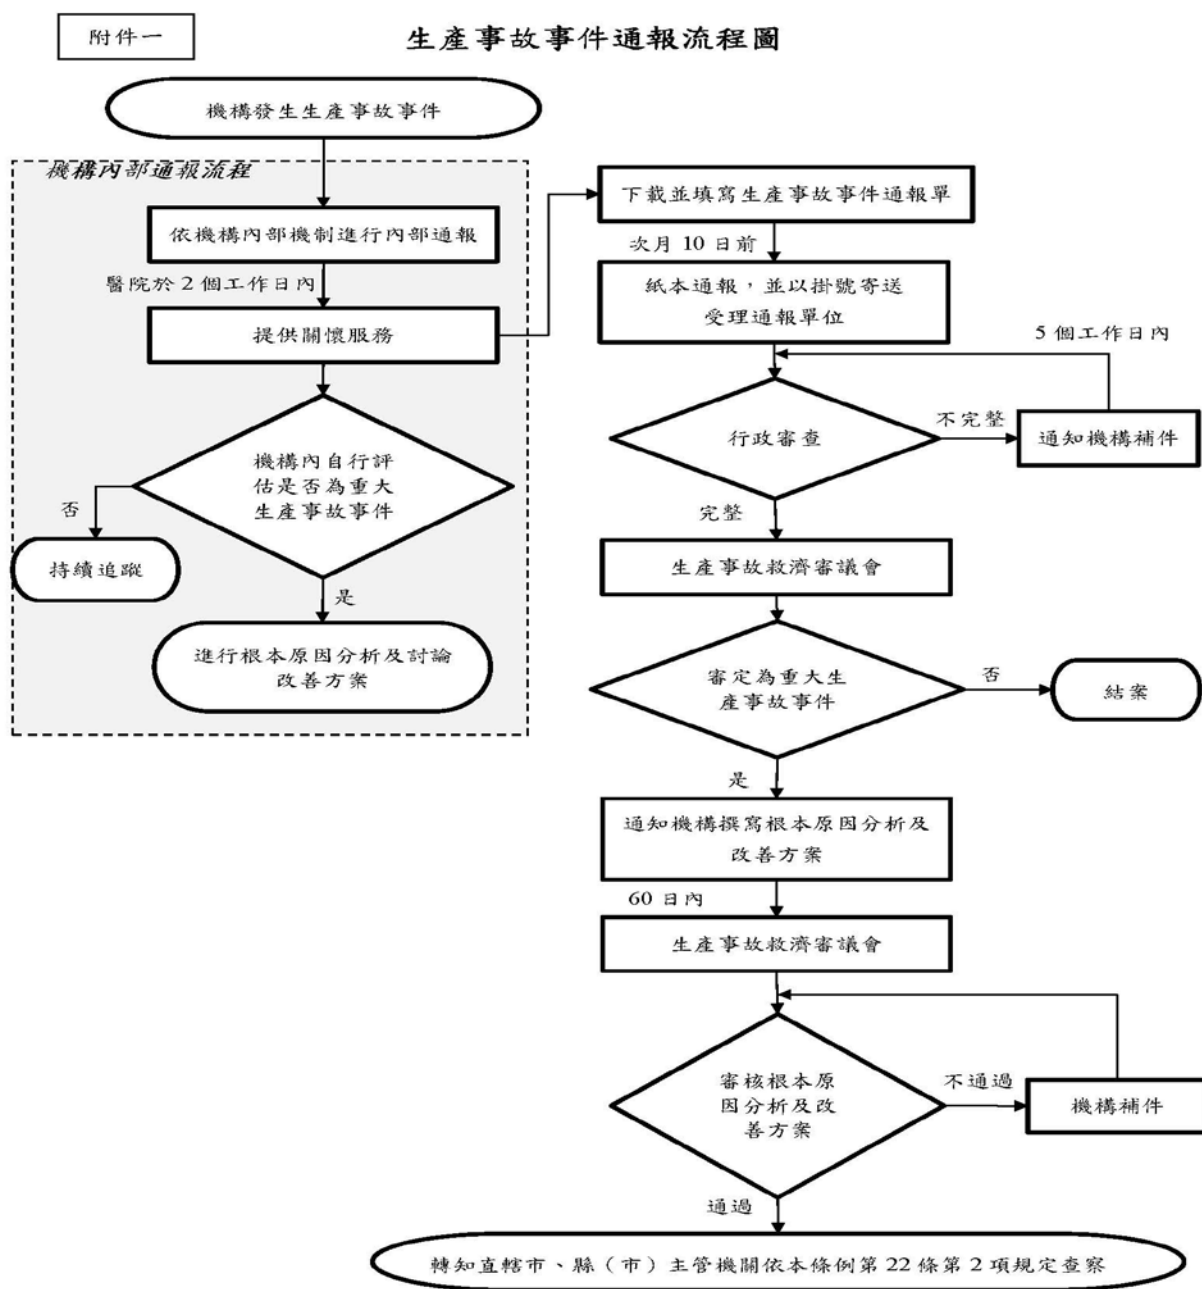 附件一
生產事故事件通報流程圖
機構發生生產事故事件
機構內部通報流程
依機構內部機制進行內部通報
醫院於 2 個工作日內
提供關懷服務
機構內自行評
估是否為重大
生產事故事件
否
持續追蹤
是
進行根本原因分析及討論
改善方案
下載並填寫生產事故事件通報單
次月 10 日前
紙本通報，並以掛號寄送
受理通報單位
5 個工作日內
行政審查
不完整
通知機構補件
完整
生產事故救濟審議會
審定為重大生
產事故事件
否
結案
是
通知機構撰寫根本原因分析及
改善方案
60 日內
生產事故救濟審議會
審核根本原
因分析及改
善方案
不通過
機構補件
通過
轉知直轄市、縣（市）主管機關依本條例第 22 條第 2 項規定查察